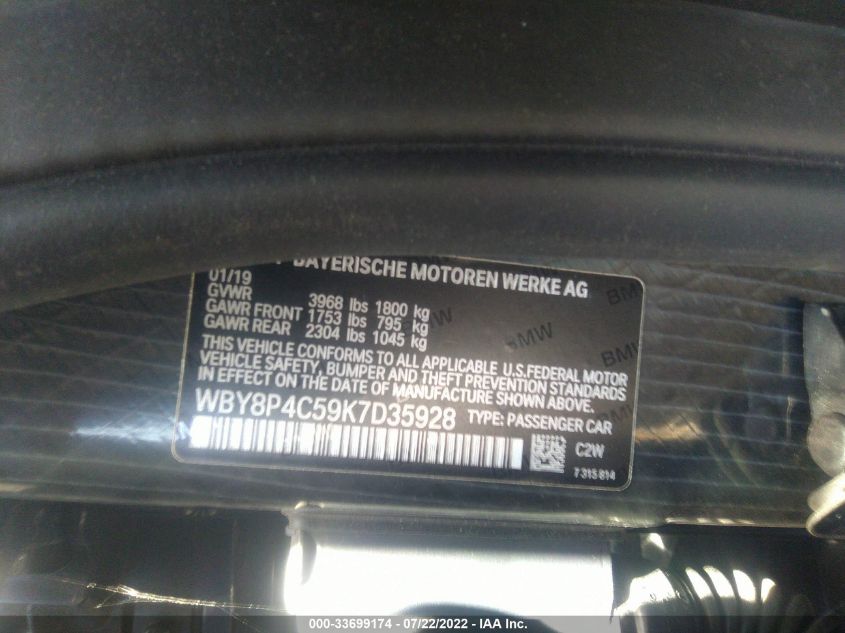 BAYERISCHE MOTOREN WERKE AG
01/19
GVWR 3968 lbs 1800 kg
GAWR FRONT 1753 lbs 795 kg
GAWR REAR 2304 lbs 1045 kg
THIS VEHICLE CONFORMS TO ALL APPLICABLE U.S.FEDERAL MOTOR
VEHICLE SAFETY, BUMPER AND THEFT PREVENTION STANDARDS
IN EFFECT ON THE DATE OF MANUFACTURE SHOWN ABOVE.
WBY8P4C59K7D35928 TYPE: PASSENGER CAR
C2W
7 315 814
BMW
BMW
BMW
000-33699174 - 07/22/2022 - IAA Inc.